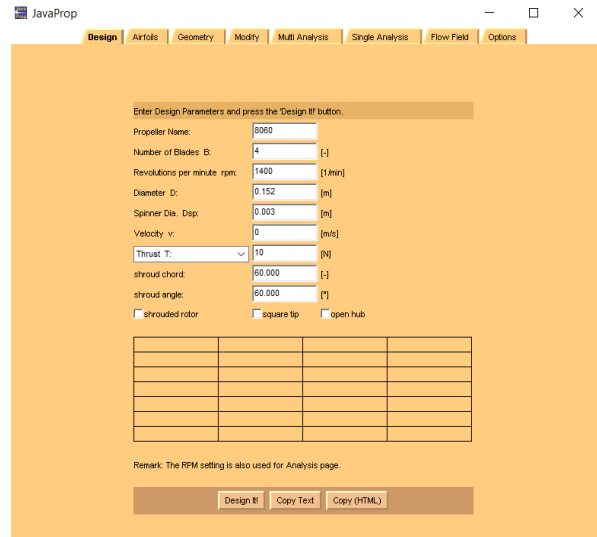 JavaProp
Design Airfoils Geometry Modify Multi Analysis Single Analysis Flow Field Options
Enter Design Parameters and press the 'Design It!' button.
Propeller Name: 8060
Number of Blades B: 4 [-]
Revolutions per minute rpm: 1400 [1/min]
Diameter D: 0.152 [m]
Spinner Dia. Dsp: 0.003 [m]
Velocity v: 0 [m/s]
Thrust T: 10 [N]
shroud chord: 60.000 [-]
shroud angle: 60.000 [°]
shrouded rotor square tip open hub
Remark: The RPM setting is also used for Analysis page.
Design It! Copy Text Copy (HTML)